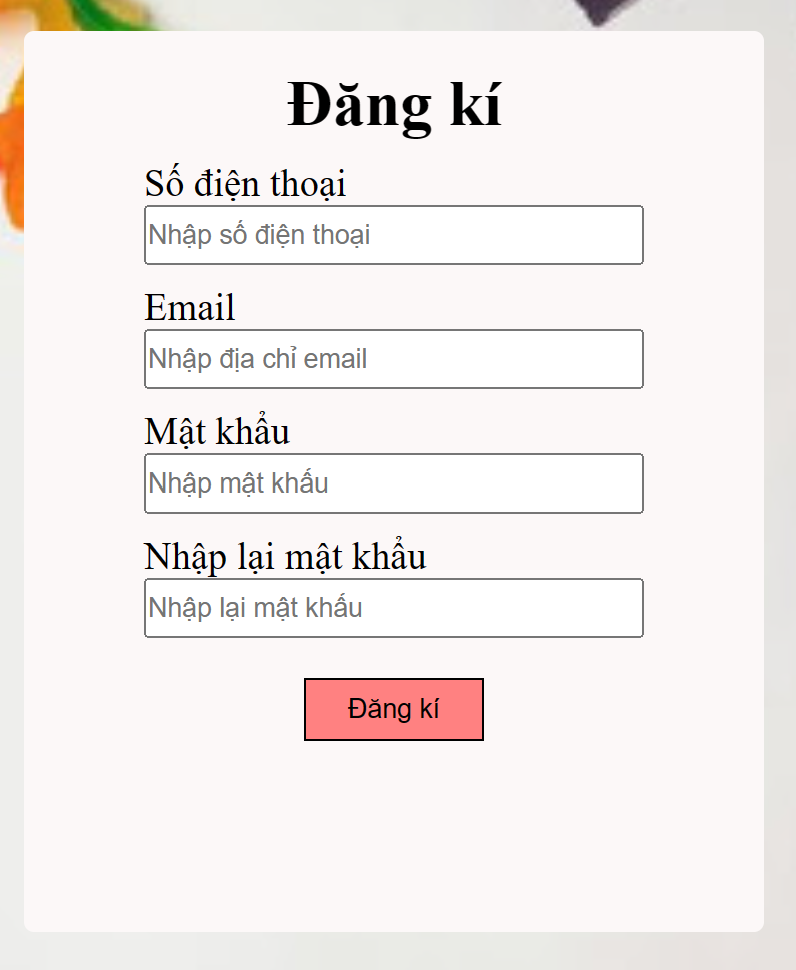 Đăng kí
Số điện thoại
Nhập số điện thoại
Email
Nhập địa chỉ email
Mật khẩu
Nhập mật khẩu
Nhập lại mật khẩu
Nhập lại mật khẩu
Đăng kí